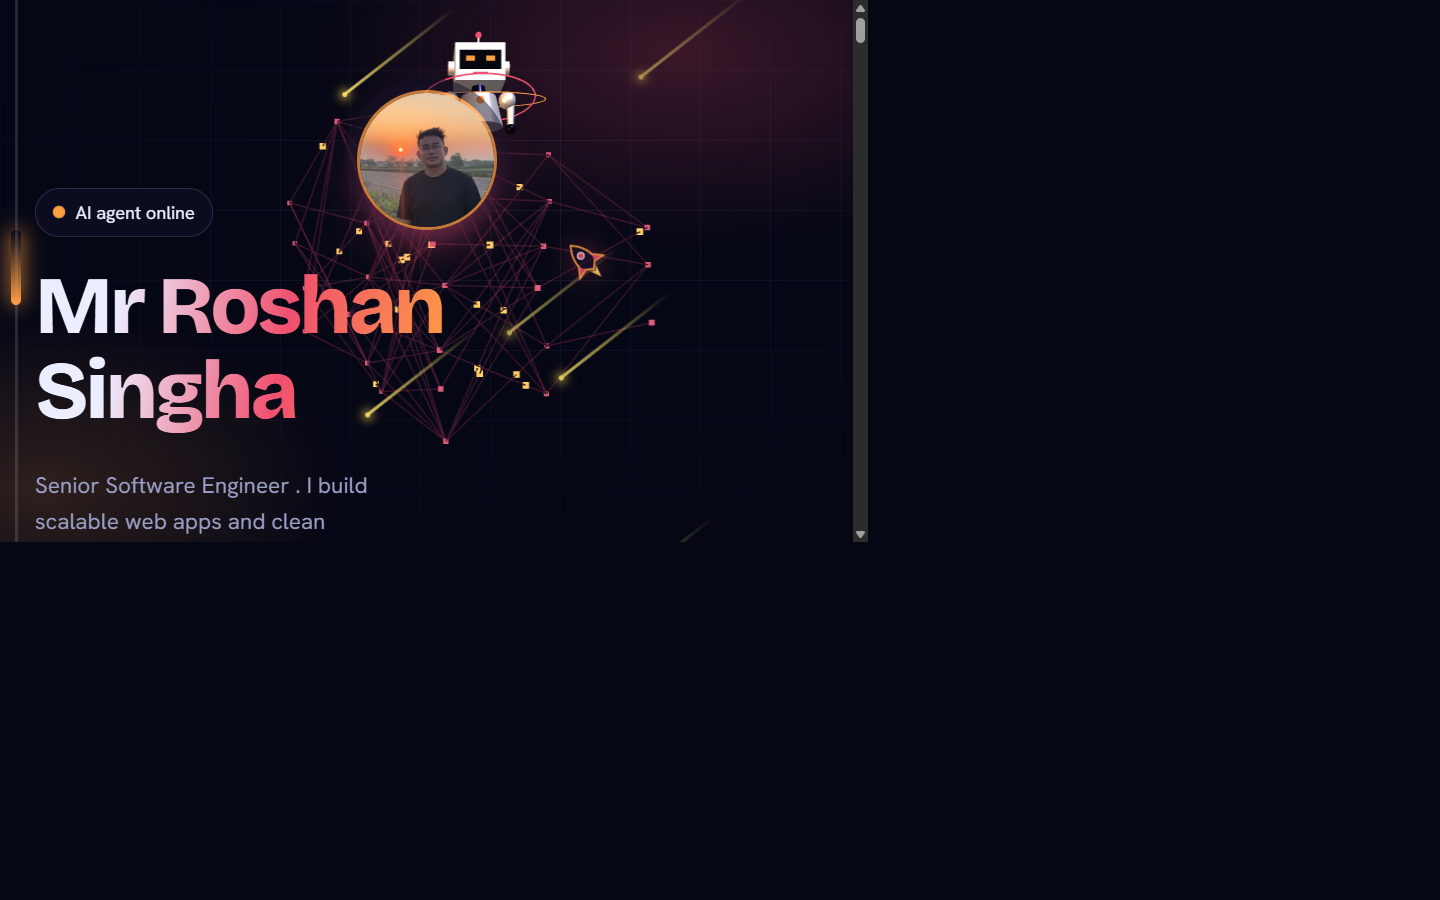 AI agent online
Mr Roshan
Singha
Senior Software Engineer . I build
scalable web apps and clean